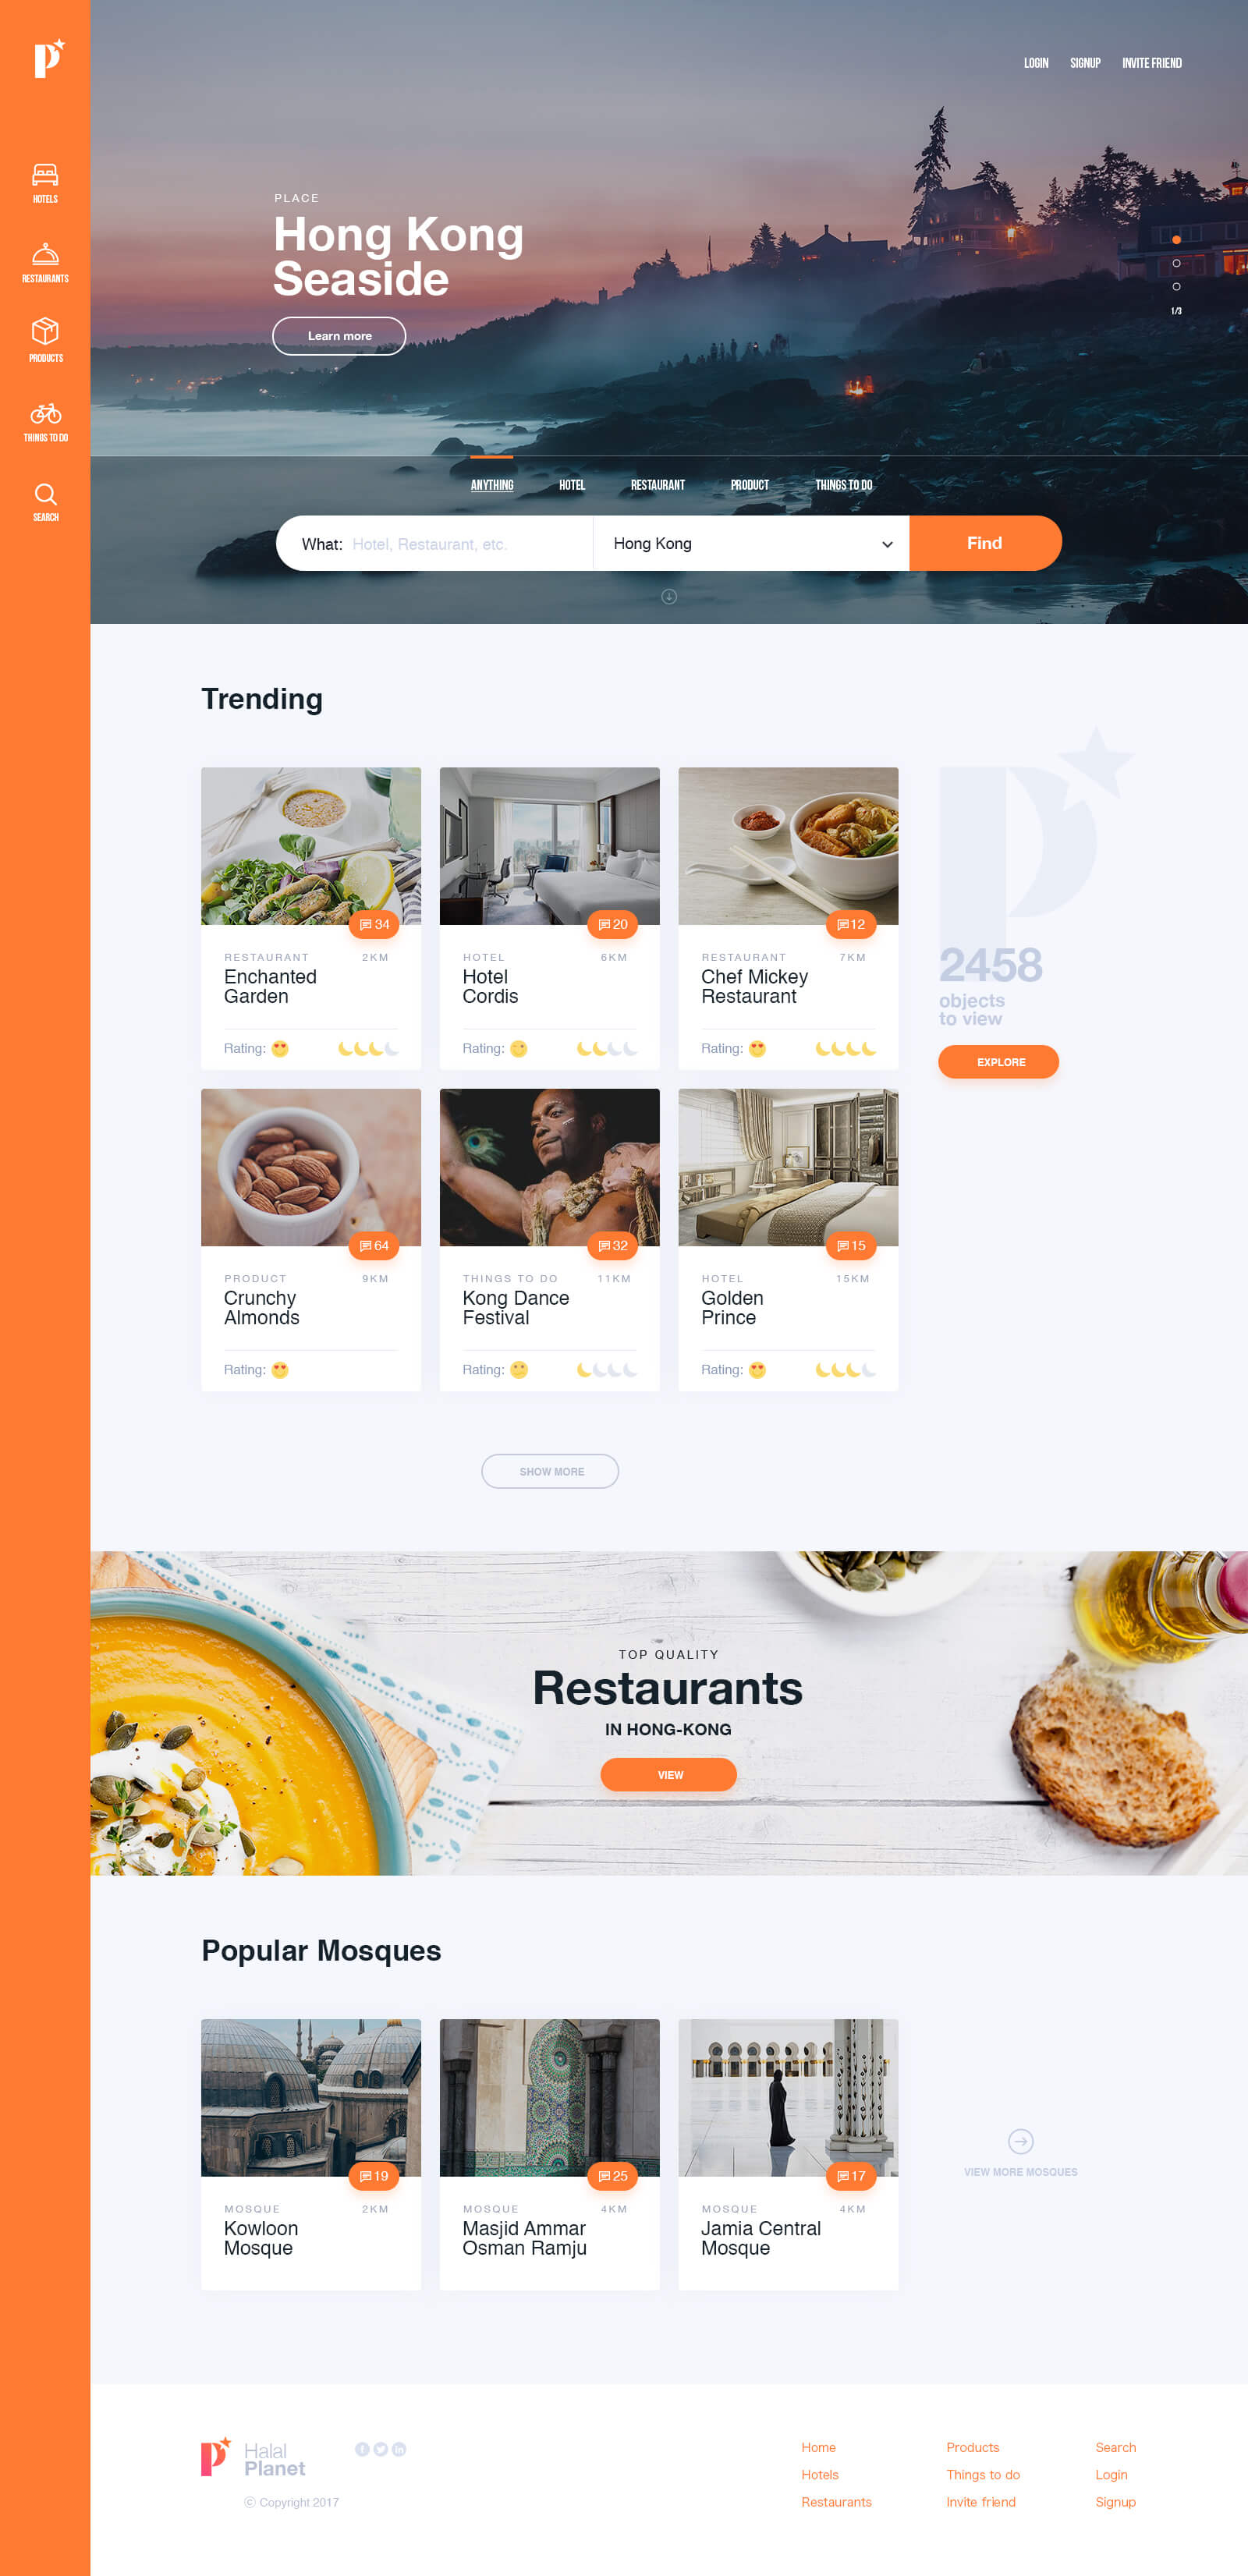 LOGIN SIGNUP INVITE FRIEND
HOTELS
RESTAURANTS
PRODUCTS
THINGS TO DO
SEARCH
PLACE
Hong Kong
Seaside
Learn more
1/3
ANYTHING HOTEL RESTAURANT PRODUCT THINGS TO DO
What: Hotel, Restaurant, etc. Hong Kong Find
Trending
34
RESTAURANT 2KM
Enchanted
Garden
Rating:
20
HOTEL 6KM
Hotel
Cordis
Rating:
12
RESTAURANT 7KM
Chef Mickey
Restaurant
Rating:
2458
objects
to view
EXPLORE
64
PRODUCT 9KM
Crunchy
Almonds
Rating:
32
THINGS TO DO 11KM
Kong Dance
Festival
Rating:
15
HOTEL 15KM
Golden
Prince
Rating:
SHOW MORE
TOP QUALITY
Restaurants
IN HONG-KONG
VIEW
Popular Mosques
19
MOSQUE 2KM
Kowloon
Mosque
25
MOSQUE 4KM
Masjid Ammar
Osman Ramju
17
MOSQUE 4KM
Jamia Central
Mosque
VIEW MORE MOSQUES
Halal
Planet
© Copyright 2017
Home Products Search
Hotels Things to do Login
Restaurants Invite friend Signup